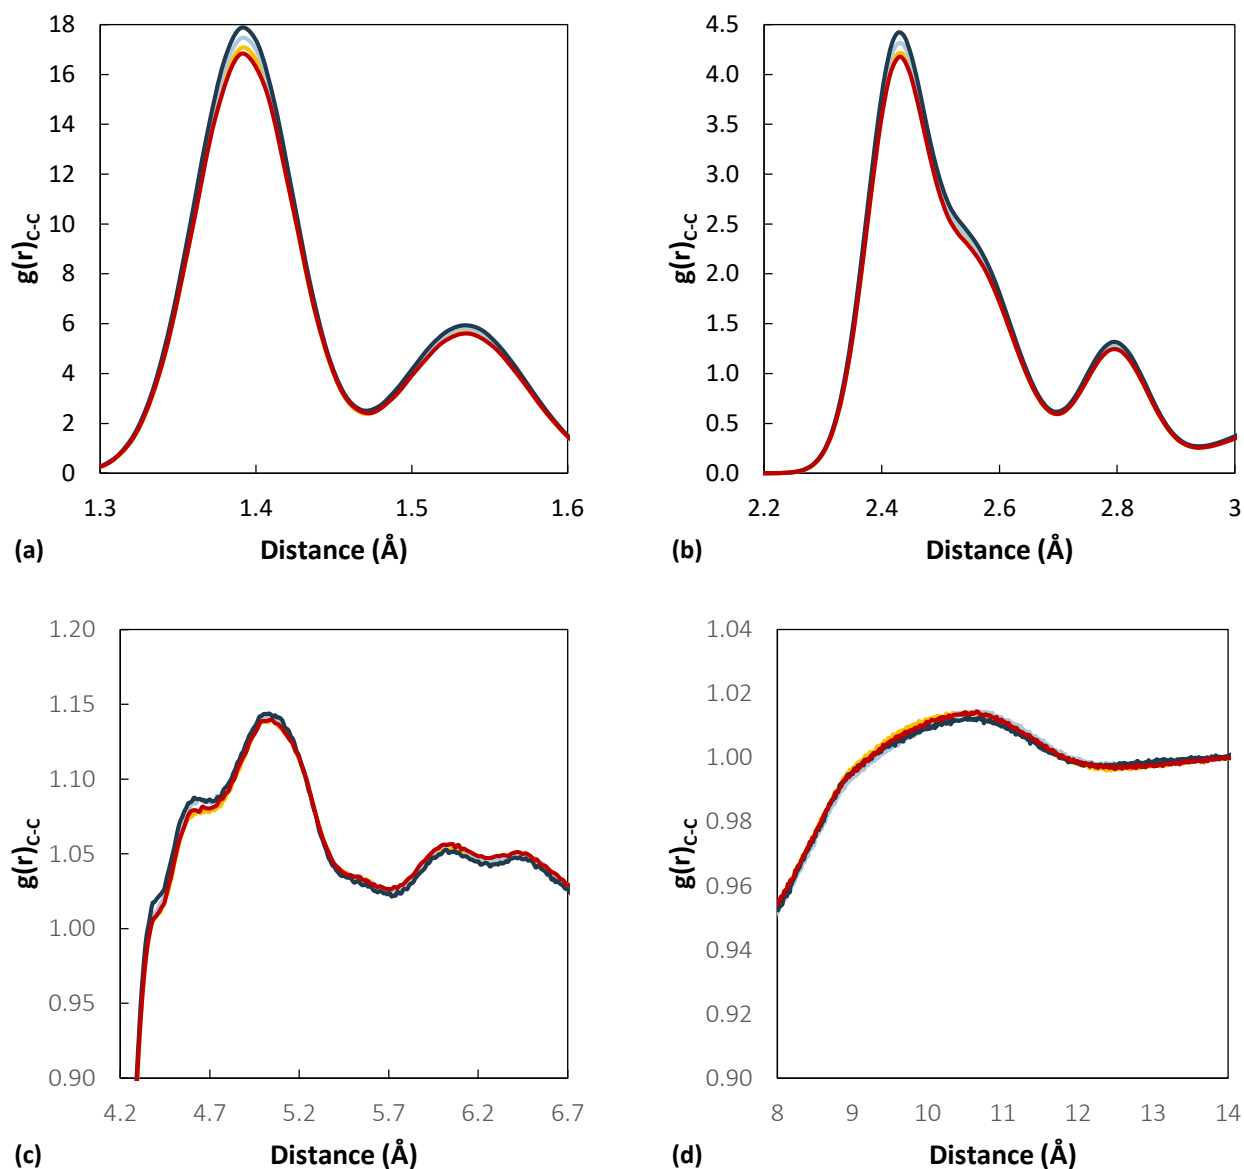 18
16
14
12
10
8
6
4
2
0
g(r)C-C
1.3 1.4 1.5 1.6
(a) Distance (Å)
4.5
4.0
3.5
3.0
2.5
2.0
1.5
1.0
0.5
0.0
g(r)C-C
2.2 2.4 2.6 2.8 3
(b) Distance (Å)
1.20
1.15
1.10
1.05
1.00
0.95
0.90
g(r)C-C
4.2 4.7 5.2 5.7 6.2 6.7
(c) Distance (Å)
1.04
1.02
1.00
0.98
0.96
0.94
0.92
0.90
g(r)C-C
8 9 10 11 12 13 14
(d) Distance (Å)